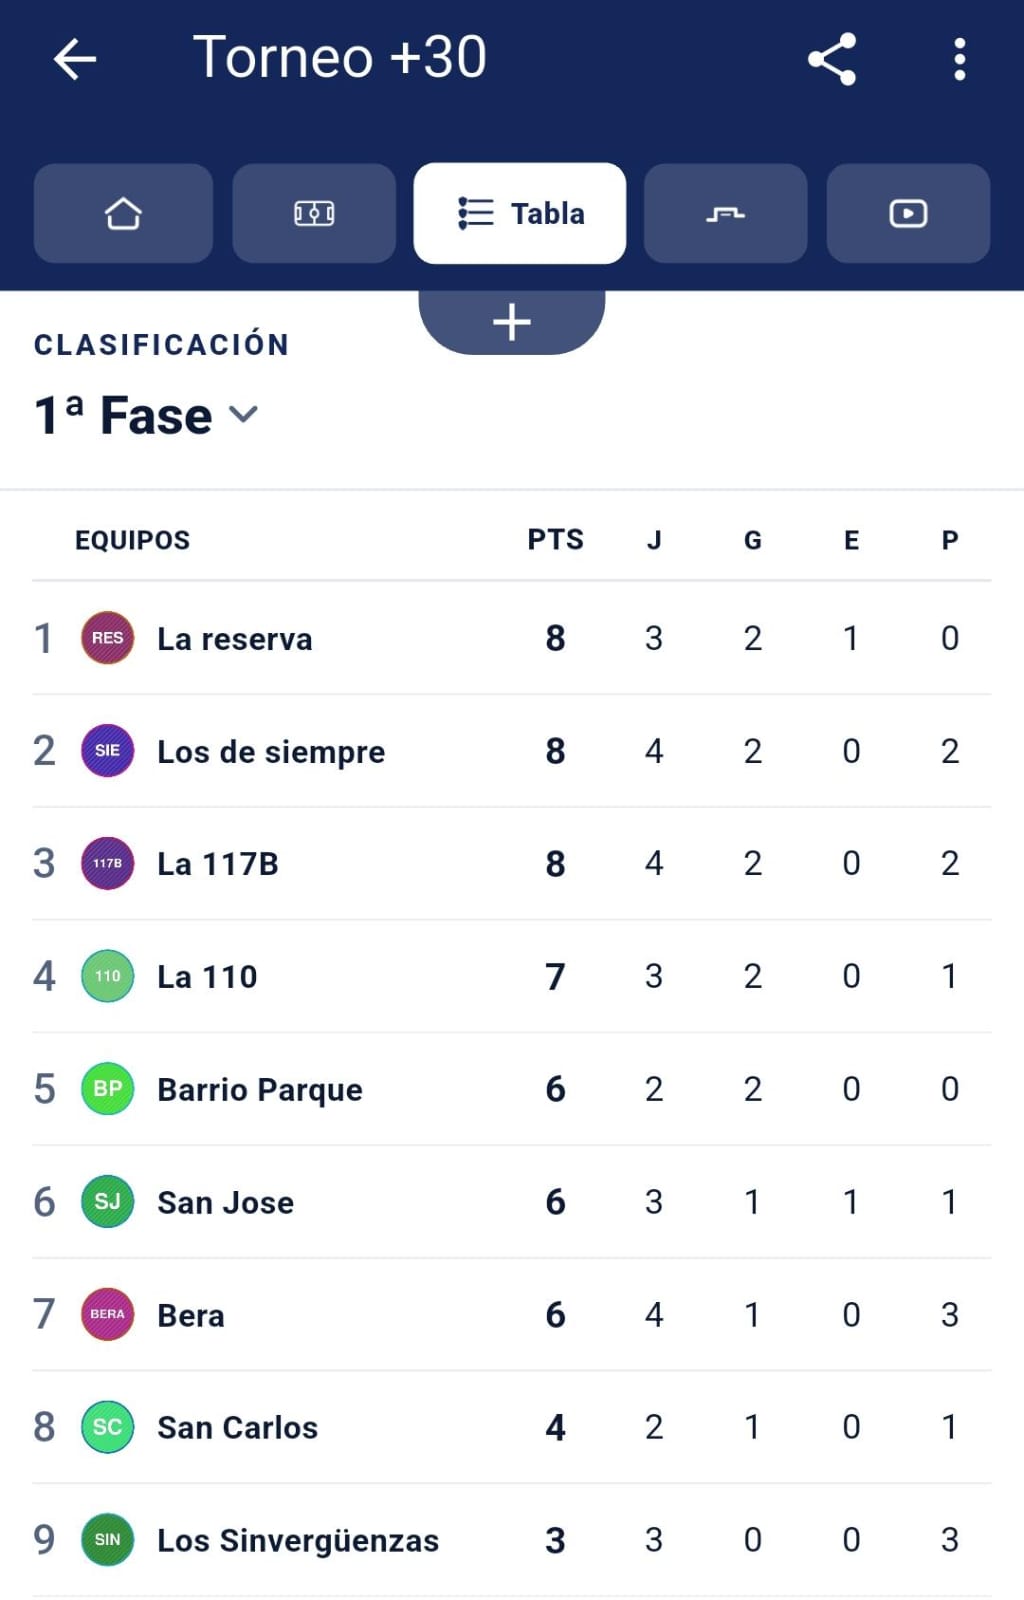 Torneo +30
Tabla
CLASIFICACIÓN
1ª Fase
EQUIPOS PTS J G E P
1 RES La reserva 8 3 2 1 0
2 SIE Los de siempre 8 4 2 0 2
3 117B La 117B 8 4 2 0 2
4 110 La 110 7 3 2 0 1
5 BP Barrio Parque 6 2 2 0 0
6 SJ San Jose 6 3 1 1 1
7 BERA Bera 6 4 1 0 3
8 SC San Carlos 4 2 1 0 1
9 SIN Los Sinvergüenzas 3 3 0 0 3